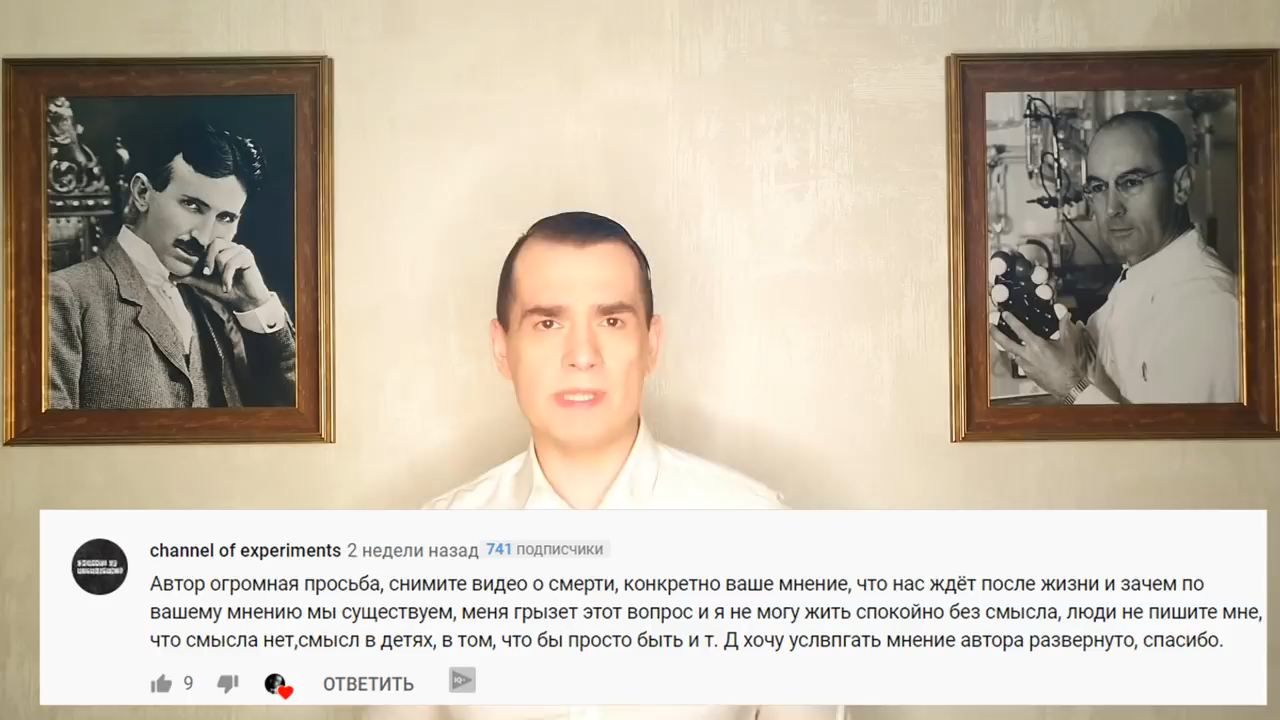 channel of experiments 2 недели назад 741 подписчики
Автор огромная просьба, снимите видео о смерти, конкретно ваше мнение, что нас ждёт после жизни и зачем по
вашему мнению мы существуем, меня грызет этот вопрос и я не могу жить спокойно без смысла, люди не пишите мне,
что смысла нет,смысл в детях, в том, что бы просто быть и т. Д хочу услвпгать мнение автора развернуто, спасибо.
9 ОТВЕТИТЬ